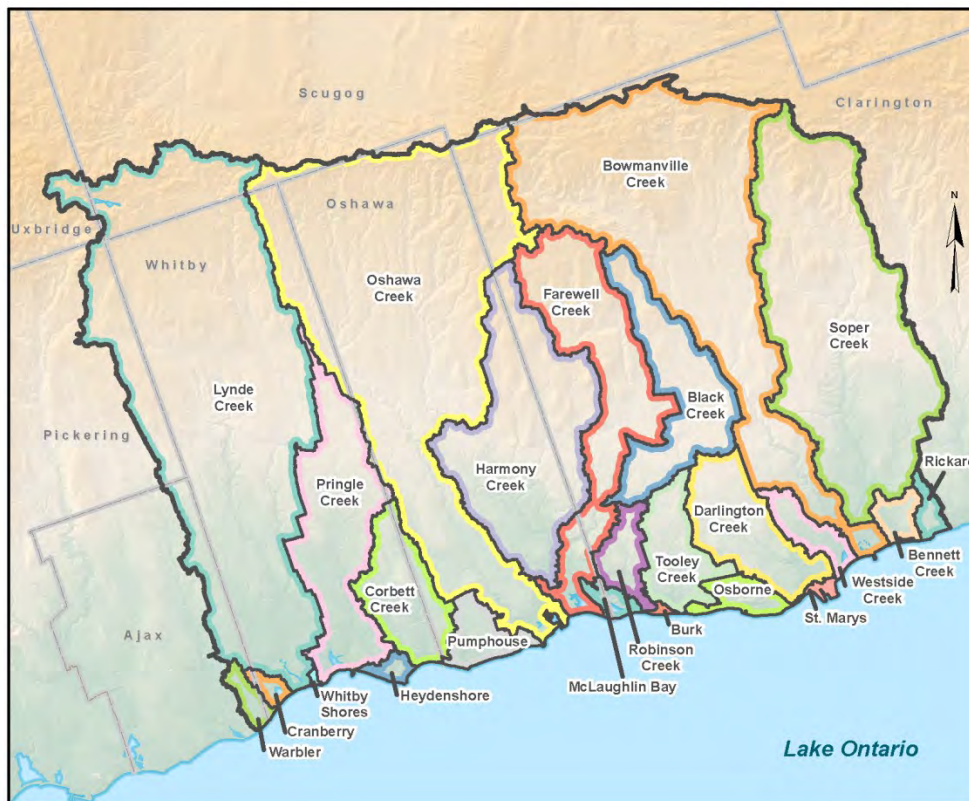 Scugog
Clarington
Bowmanville
Creek
N
Oshawa
Uxbridge
Whitby
Oshawa
Creek
Farewell
Creek
Soper
Creek
Lynde
Creek
Black
Creek
Pickering
Harmony
Creek
Pringle
Creek
Rickard
Darlington
Creek
Bennett
Creek
Tooley
Creek
Corbett
Creek
Osborne
Westside
Creek
St. Marys
Ajax
Pumphouse
Burk
Robinson
Creek
McLaughlin Bay
Whitby
Shores
Heydenshore
Cranberry
Warbler
Lake Ontario